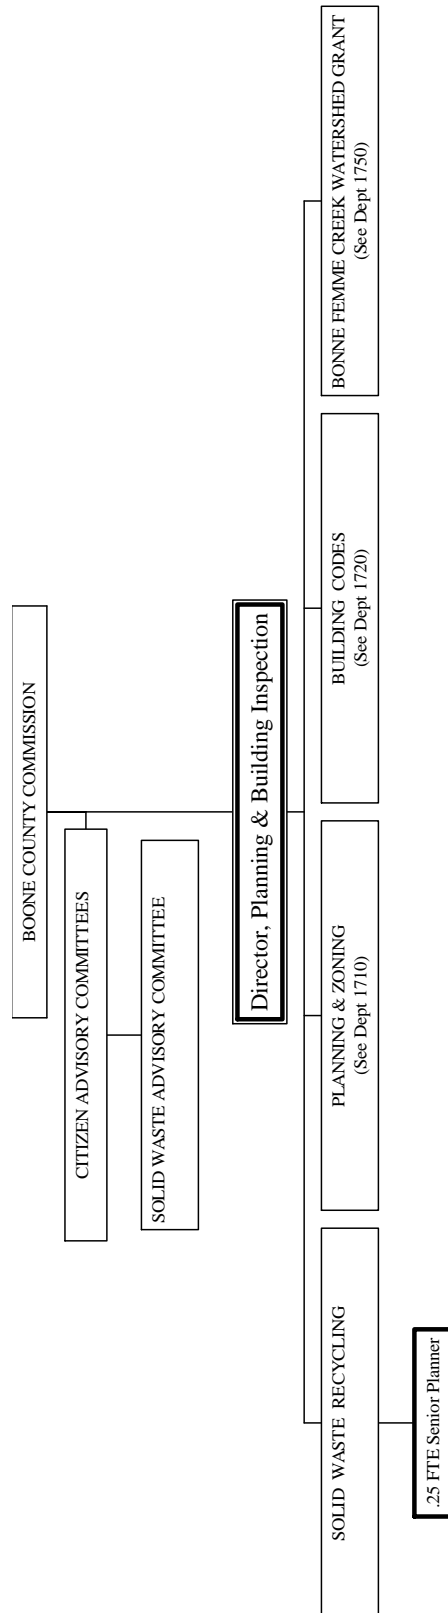 BOONE COUNTY COMMISSION
CITIZEN ADVISORY COMMITTEES
SOLID WASTE ADVISORY COMMITTEE
Director, Planning & Building Inspection
SOLID WASTE RECYCLING
PLANNING & ZONING
(See Dept 1710)
BUILDING CODES
(See Dept 1720)
BONNE FEMME CREEK WATERSHED GRANT
(See Dept 1750)
.25 FTE Senior Planner